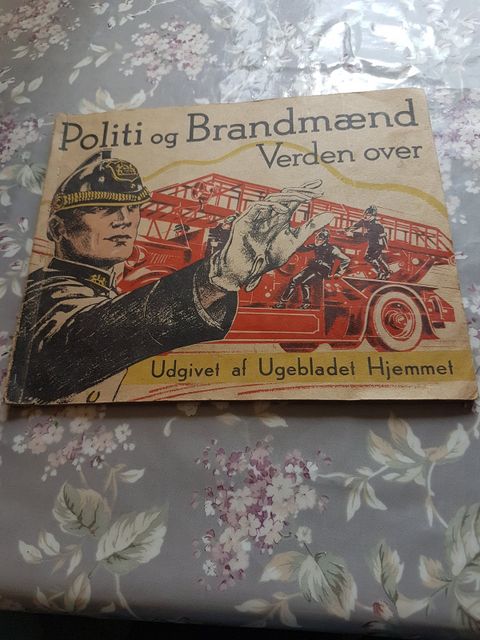 Politi og Brandmænd
Verden over
Udgivet af Ugebladet Hjemmet